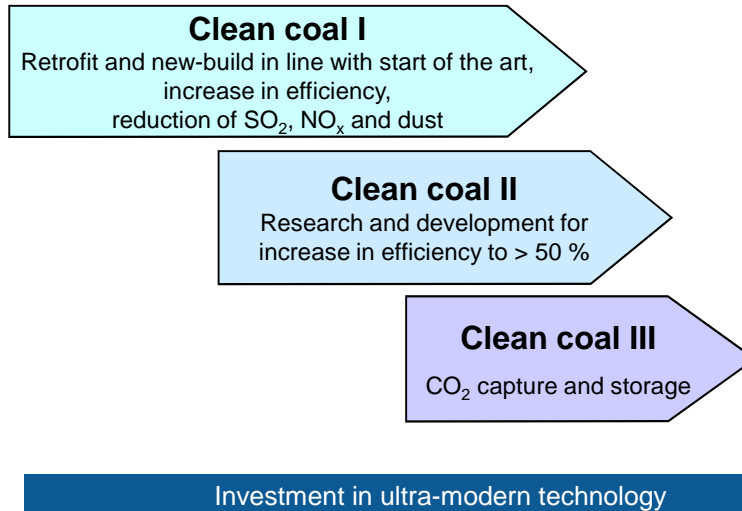 Clean coal I
Retrofit and new-build in line with start of the art,
increase in efficiency,
reduction of SO₂, NOₓ and dust
Clean coal II
Research and development for
increase in efficiency to > 50 %
Clean coal III
CO₂ capture and storage
Investment in ultra-modern technology